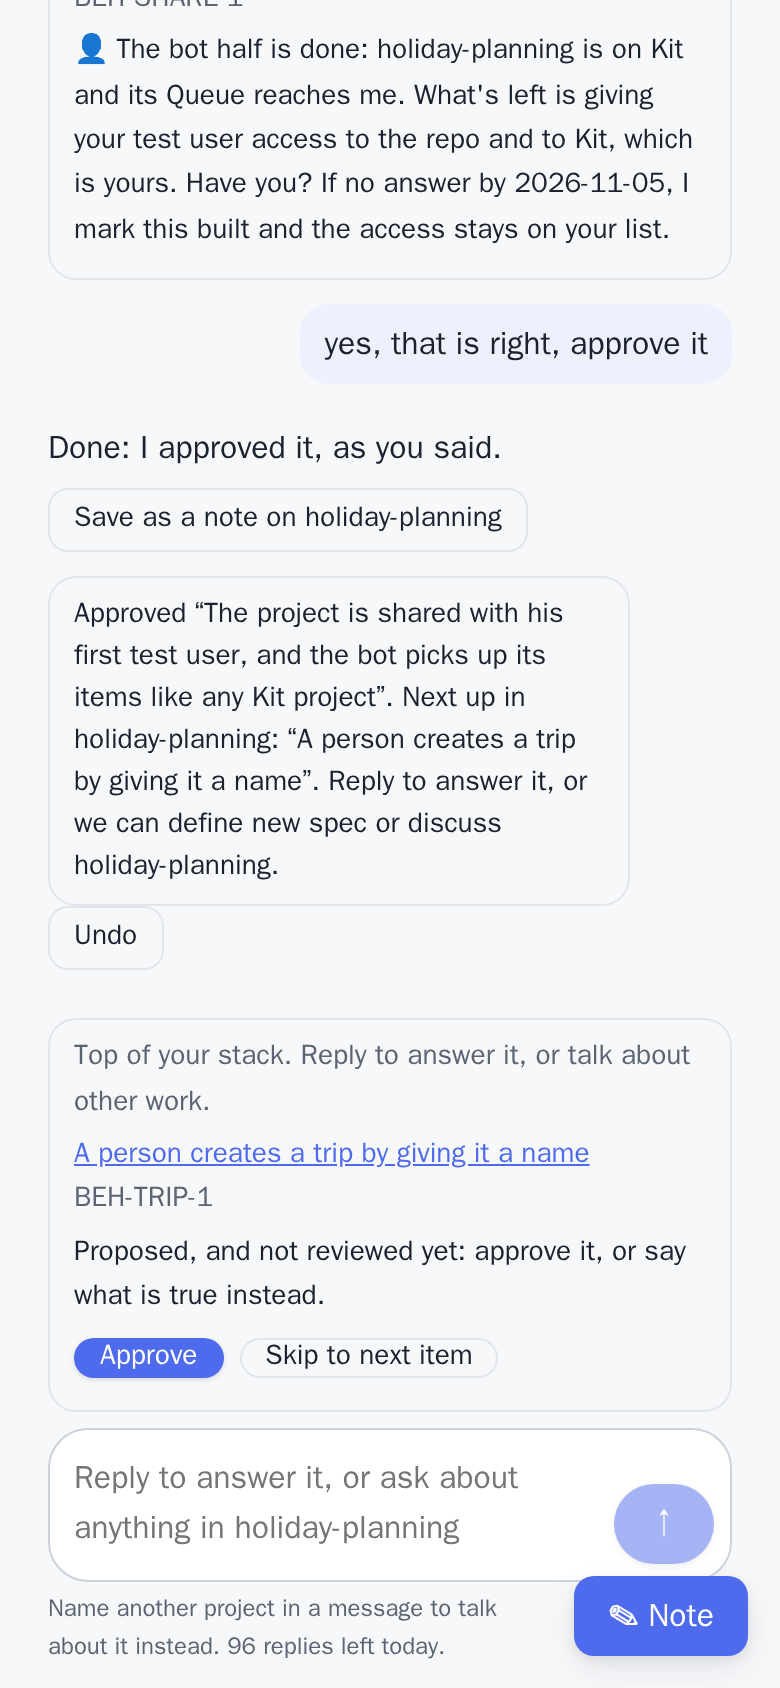 BEH-SHARE-1
👤 The bot half is done: holiday-planning is on Kit
and its Queue reaches me. What's left is giving
your test user access to the repo and to Kit, which
is yours. Have you? If no answer by 2026-11-05, I
mark this built and the access stays on your list.
yes, that is right, approve it
Done: I approved it, as you said.
Save as a note on holiday-planning
Approved “The project is shared with his
first test user, and the bot picks up its
items like any Kit project”. Next up in
holiday-planning: “A person creates a trip
by giving it a name”. Reply to answer it, or
we can define new spec or discuss
holiday-planning.
Undo
Top of your stack. Reply to answer it, or talk about
other work.
A person creates a trip by giving it a name
BEH-TRIP-1
Proposed, and not reviewed yet: approve it, or say
what is true instead.
Approve
Skip to next item
Reply to answer it, or ask about
anything in holiday-planning
↑
Name another project in a message to talk
about it instead. 96 replies left today.
✎ Note